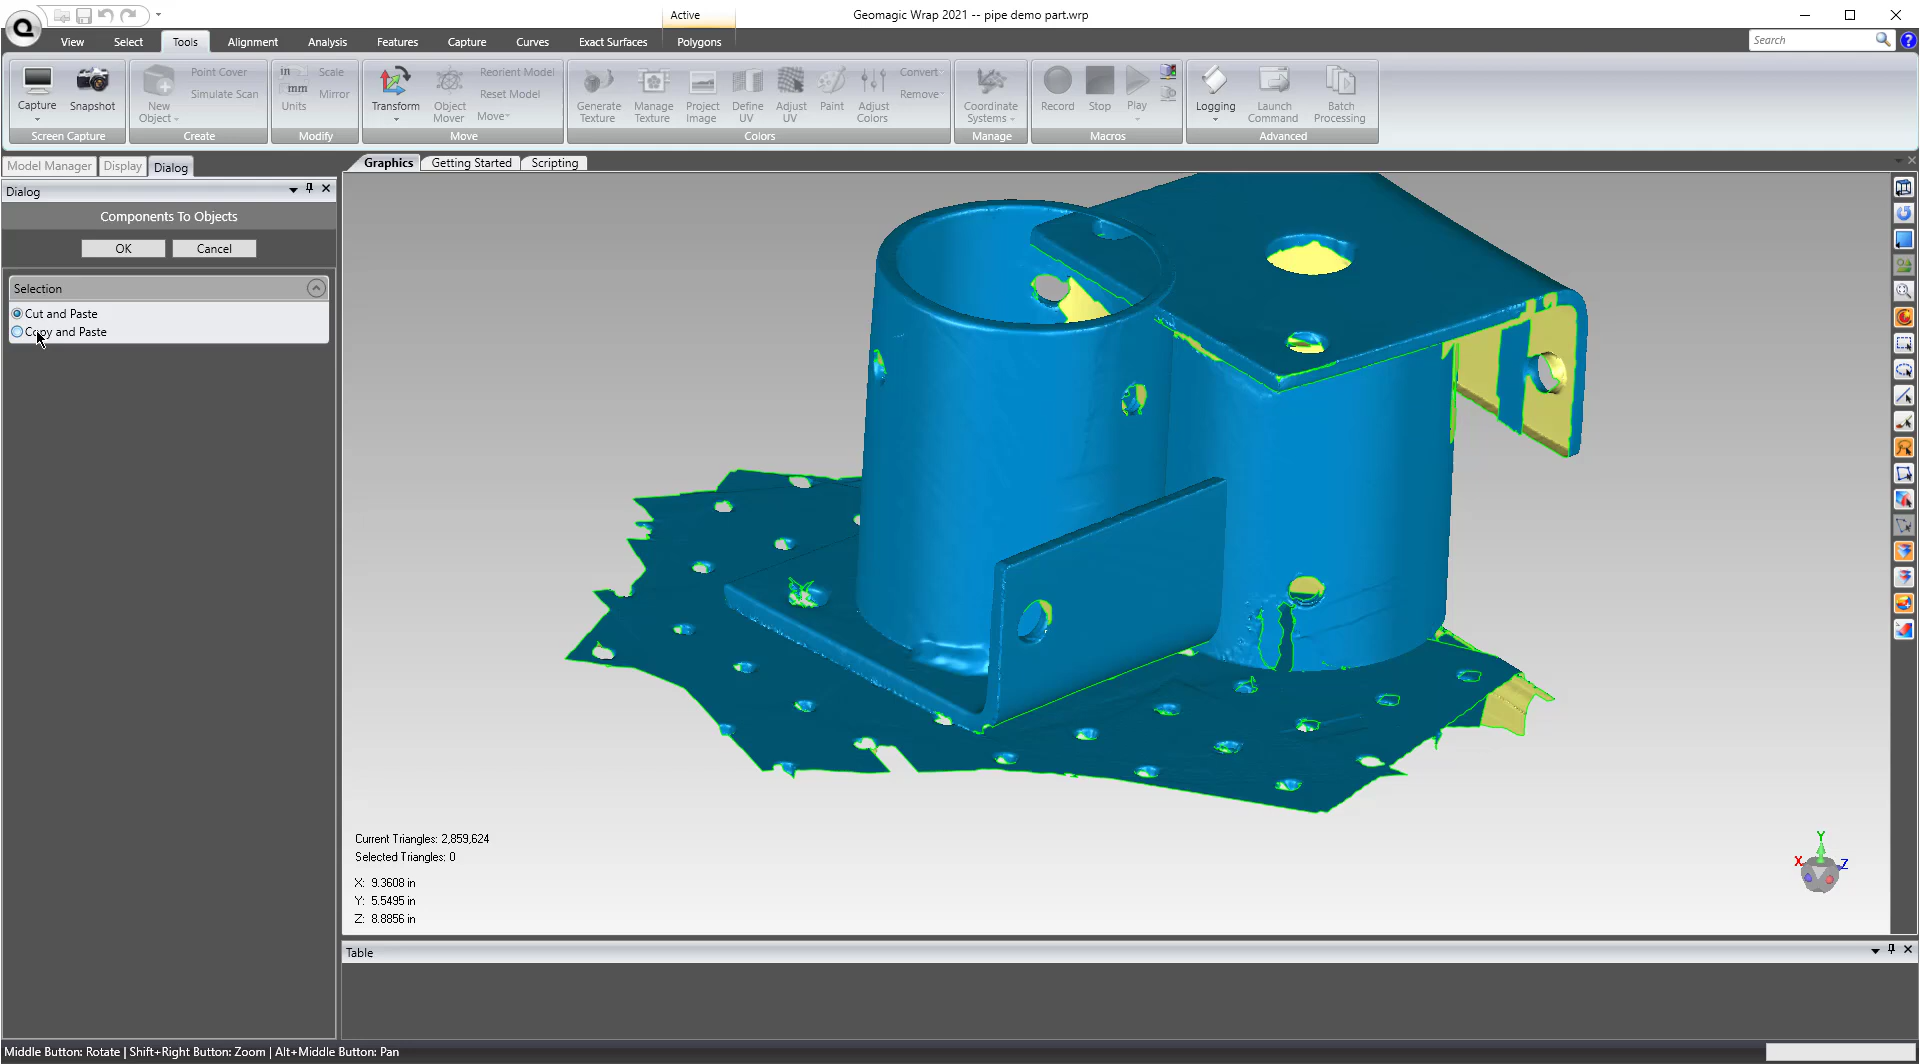 Active
Geomagic Wrap 2021 -- pipe demo part.wrp
View
Select
Tools
Alignment
Analysis
Features
Capture
Curves
Exact Surfaces
Polygons
Search
Capture
Snapshot
Screen Capture
New
Object
Point Cover
Simulate Scan
Create
in
mm
Units
Scale
Mirror
Modify
Transform
Object
Mover
Reorient Model
Reset Model
Move
Move
Generate
Texture
Manage
Texture
Project
Image
Define
UV
Adjust
UV
Paint
Adjust
Colors
Convert
Remove
Colors
Coordinate
Systems
Manage
Record
Stop
Play
Macros
Logging
Launch
Command
Batch
Processing
Advanced
Model Manager
Display
Dialog
Graphics
Getting Started
Scripting
Dialog
Components To Objects
OK
Cancel
Selection
Cut and Paste
Copy and Paste
Current Triangles: 2,859,624
Selected Triangles: 0
X: 9.3608 in
Y: 5.5495 in
Z: 8.8856 in
Y
X
Z
Table
Middle Button: Rotate | Shift+Right Button: Zoom | Alt+Middle Button: Pan